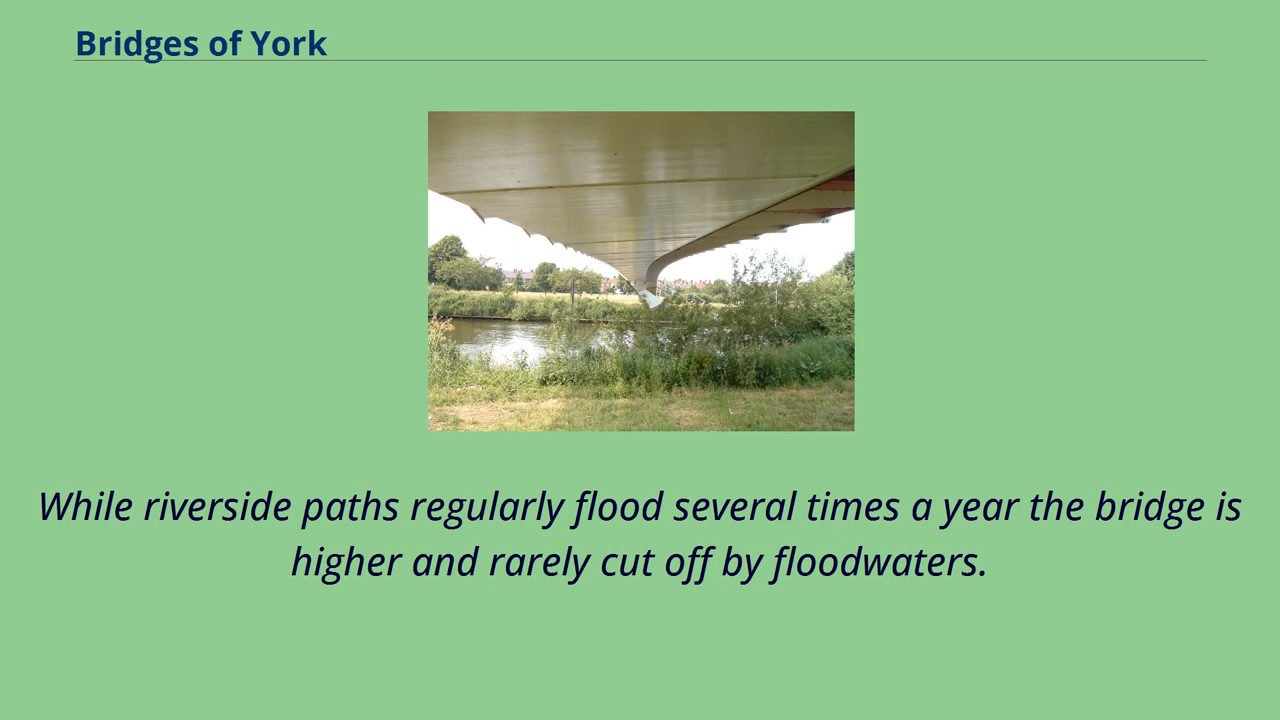 Bridges of York
While riverside paths regularly flood several times a year the bridge is
higher and rarely cut off by floodwaters.